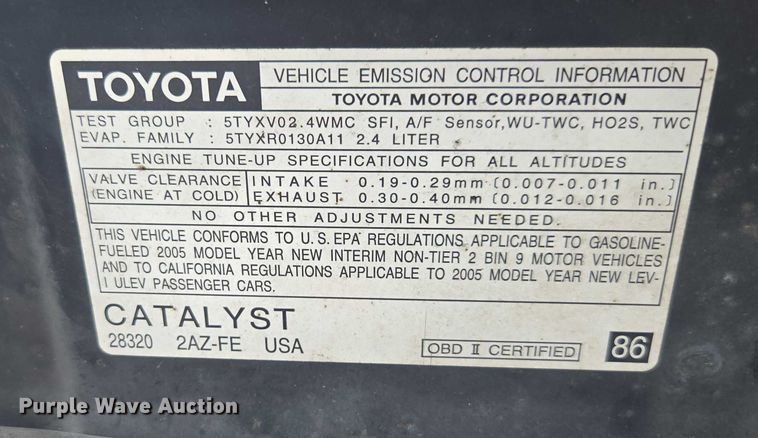 TOYOTA
VEHICLE EMISSION CONTROL INFORMATION
TOYOTA MOTOR CORPORATION
TEST GROUP : 5TYXV02.4WMC SFI, A/F Sensor, WU-TWC, HO2S, TWC
EVAP. FAMILY : 5TYXR0130A11 2.4 LITER
ENGINE TUNE-UP SPECIFICATIONS FOR ALL ALTITUDES
VALVE CLEARANCE INTAKE 0.19-0.29mm (0.007-0.011 in.)
(ENGINE AT COLD) EXHAUST 0.30-0.40mm (0.012-0.016 in.)
NO OTHER ADJUSTMENTS NEEDED.
THIS VEHICLE CONFORMS TO U.S.EPA REGULATIONS APPLICABLE TO GASOLINE-
FUELED 2005 MODEL YEAR NEW INTERIM NON-TIER 2 BIN 9 MOTOR VEHICLES
AND TO CALIFORNIA REGULATIONS APPLICABLE TO 2005 MODEL YEAR NEW LEV-
I ULEV PASSENGER CARS.
CATALYST
28320 2AZ-FE USA
OBD II CERTIFIED
86
Purple Wave Auction